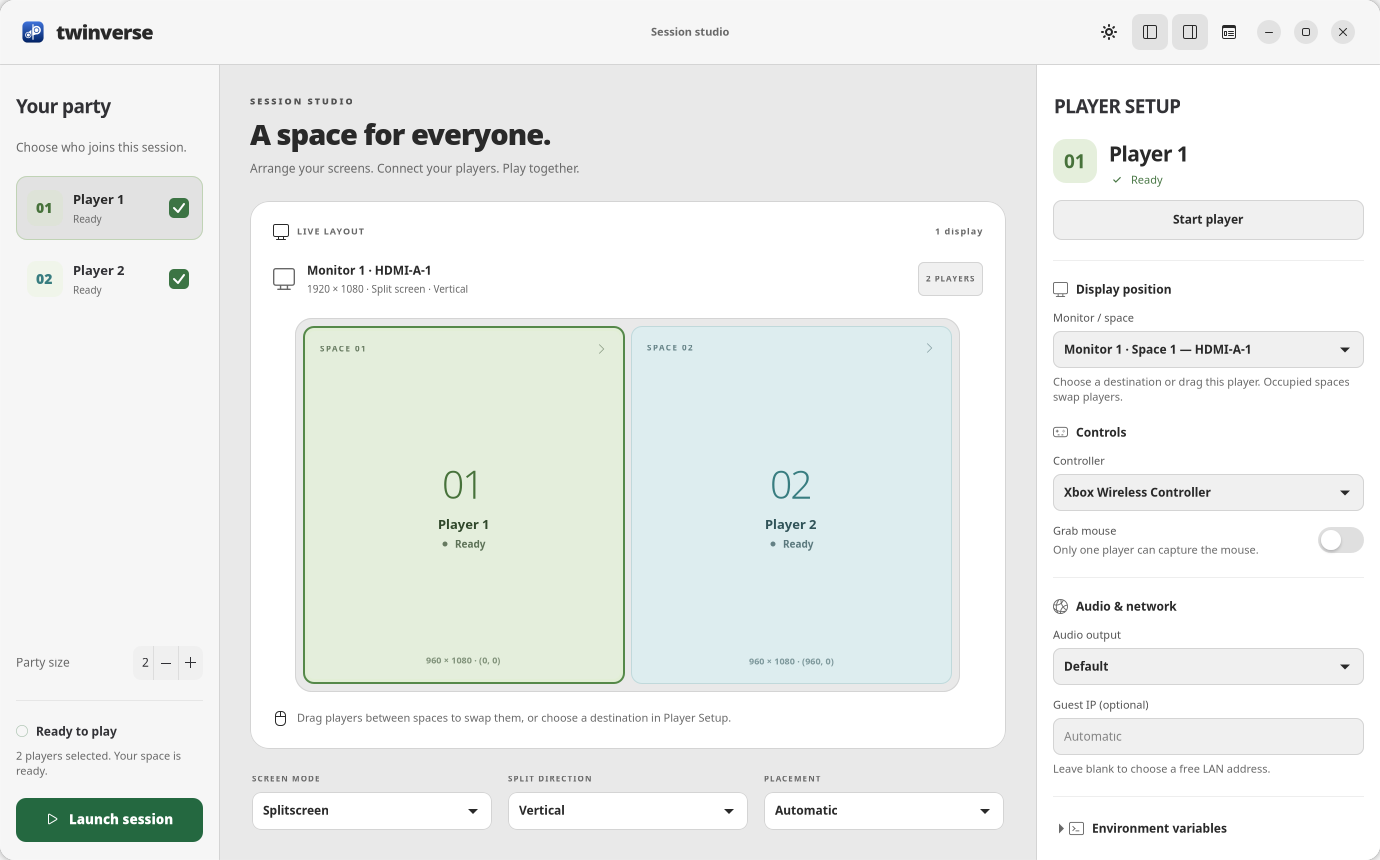 twinverse
Session studio
Your party
Choose who joins this session.
01
Player 1
Ready
02
Player 2
Ready
Party size
2
Ready to play
2 players selected. Your space is
ready.
Launch session
SESSION STUDIO
A space for everyone.
Arrange your screens. Connect your players. Play together.
LIVE LAYOUT
1 display
Monitor 1 · HDMI-A-1
1920 × 1080 · Split screen · Vertical
2 PLAYERS
SPACE 01
01
Player 1
Ready
960 × 1080 · (0, 0)
SPACE 02
02
Player 2
Ready
960 × 1080 · (960, 0)
Drag players between spaces to swap them, or choose a destination in Player Setup.
SCREEN MODE
Splitscreen
SPLIT DIRECTION
Vertical
PLACEMENT
Automatic
PLAYER SETUP
01
Player 1
Ready
Start player
Display position
Monitor / space
Monitor 1 · Space 1 — HDMI-A-1
Choose a destination or drag this player. Occupied spaces
swap players.
Controls
Controller
Xbox Wireless Controller
Grab mouse
Only one player can capture the mouse.
Audio & network
Audio output
Default
Guest IP (optional)
Automatic
Leave blank to choose a free LAN address.
Environment variables